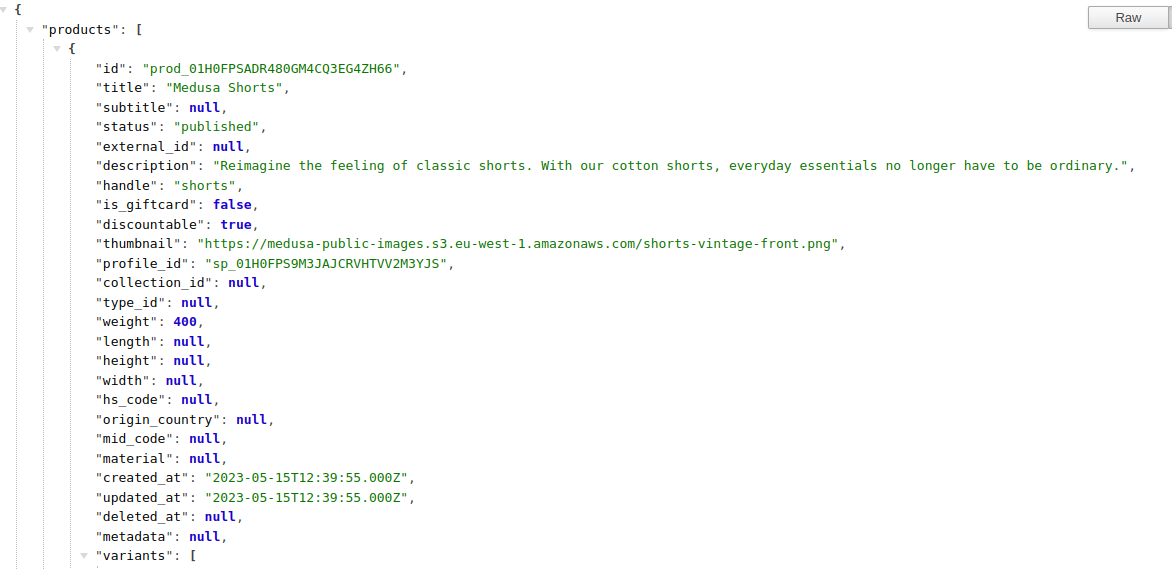 {
"products": [
Raw
{
"id": "prod_01H0FPSADR480GM4CQ3EG4ZH66",
"title": "Medusa Shorts",
"subtitle": null,
"status": "published",
"external_id": null,
"description": "Reimagine the feeling of classic shorts. With our cotton shorts, everyday essentials no longer have to be ordinary.",
"handle": "shorts",
"is_giftcard": false,
"discountable": true,
"thumbnail": "https://medusa-public-images.s3.eu-west-1.amazonaws.com/shorts-vintage-front.png",
"profile_id": "sp_01H0FPS9M3JAJCRVHTVV2M3YJS",
"collection_id": null,
"type_id": null,
"weight": 400,
"length": null,
"height": null,
"width": null,
"hs_code": null,
"origin_country": null,
"mid_code": null,
"material": null,
"created_at": "2023-05-15T12:39:55.000Z",
"updated_at": "2023-05-15T12:39:55.000Z",
"deleted_at": null,
"metadata": null,
"variants": [